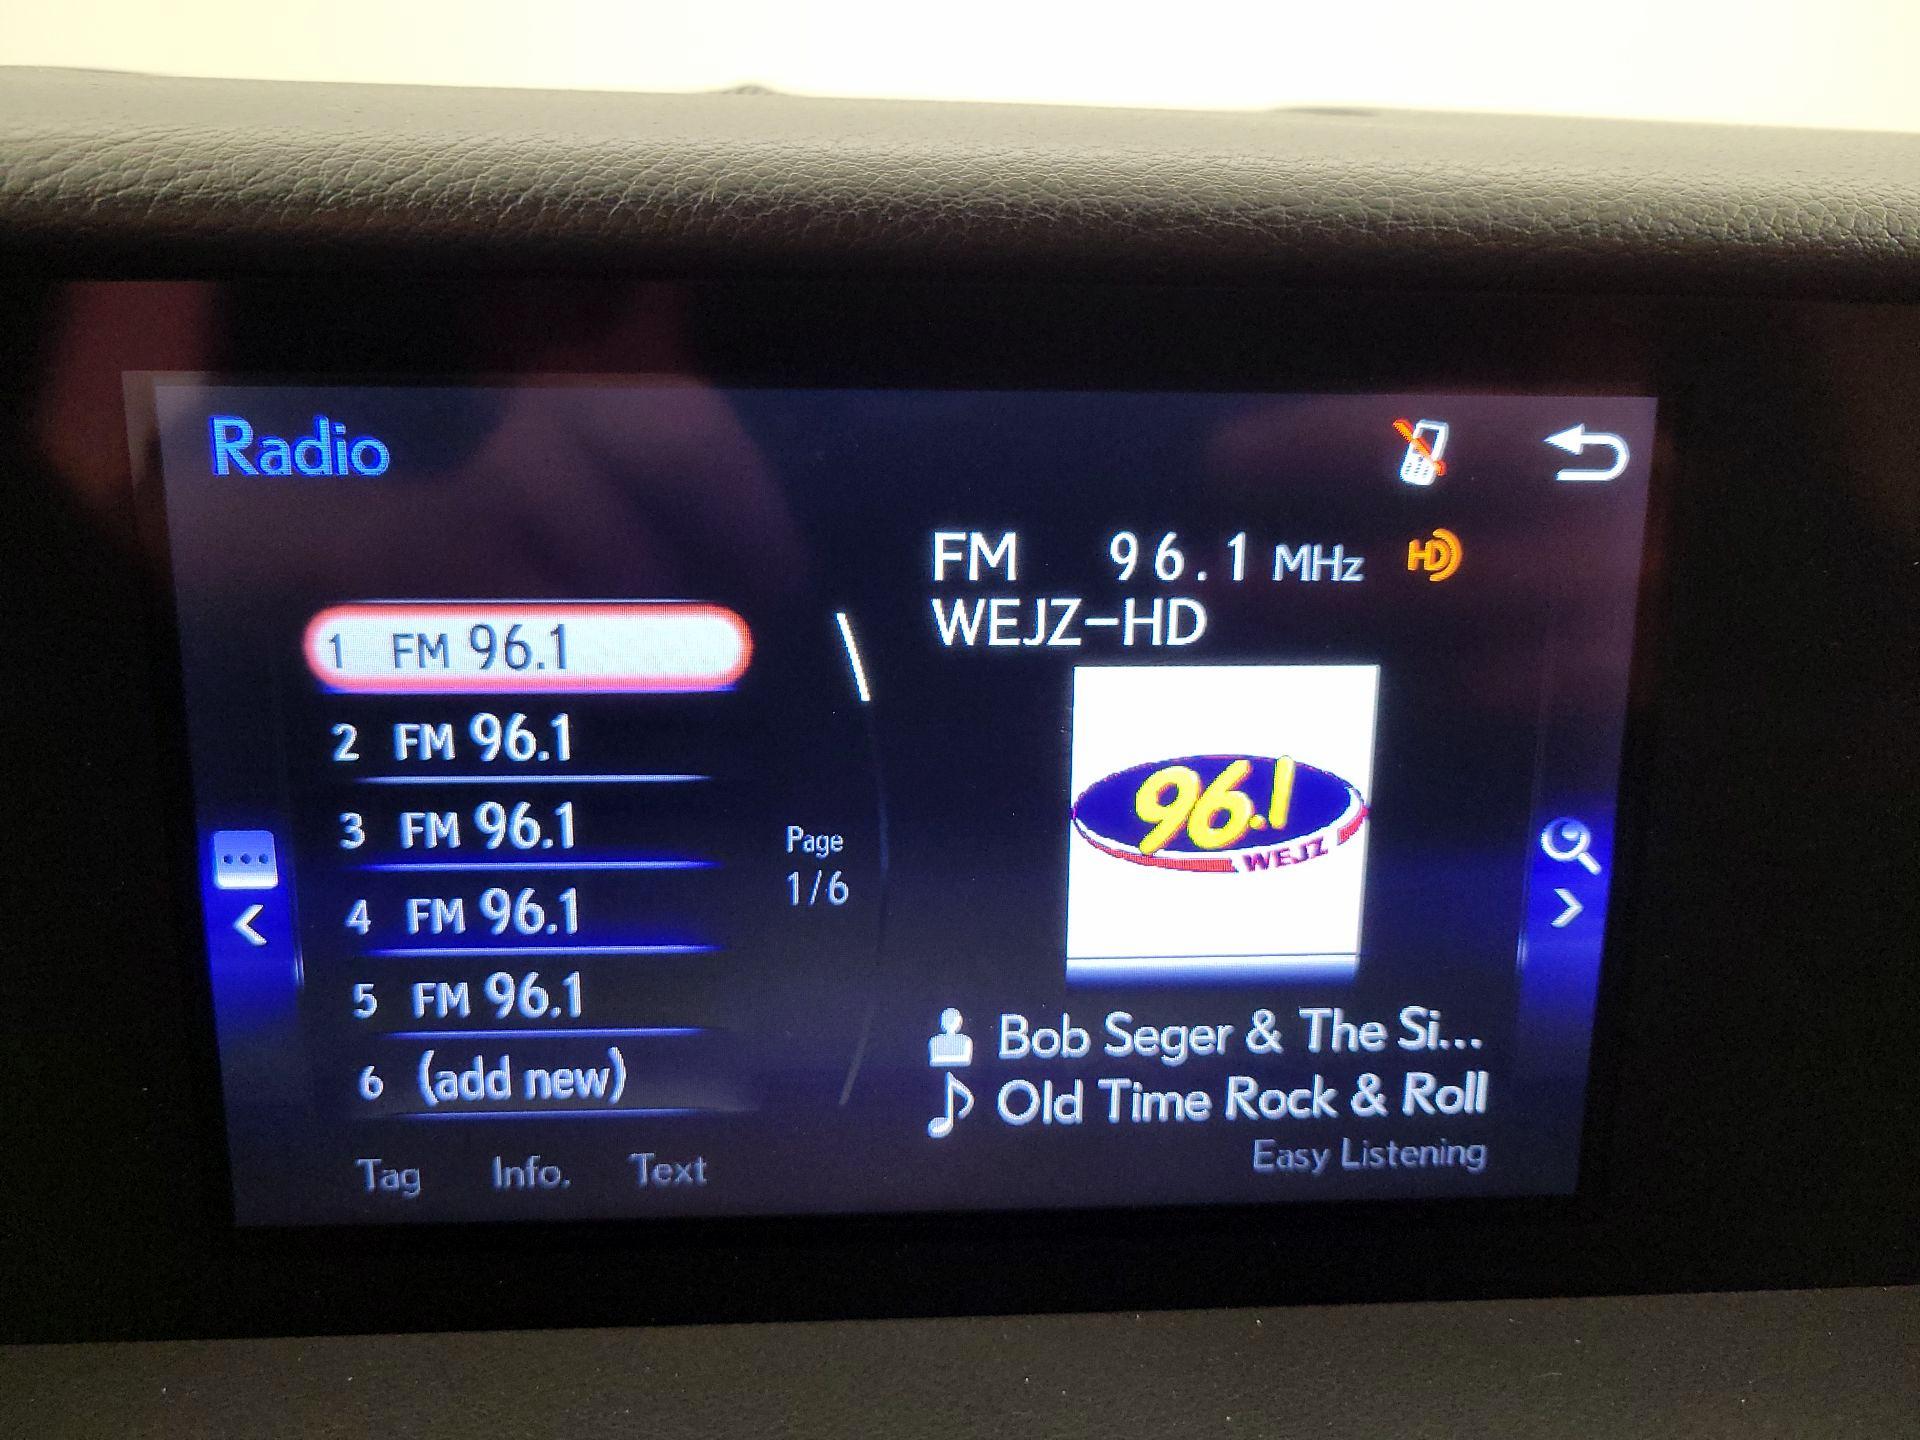 Radio
FM 96.1 MHz HD
WEJZ-HD
1 FM 96.1
2 FM 96.1
3 FM 96.1
4 FM 96.1
5 FM 96.1
6 (add new)
Page
1/6
96.1
WEJZ
Bob Seger & The Si...
Old Time Rock & Roll
Easy Listening
Tag Info. Text